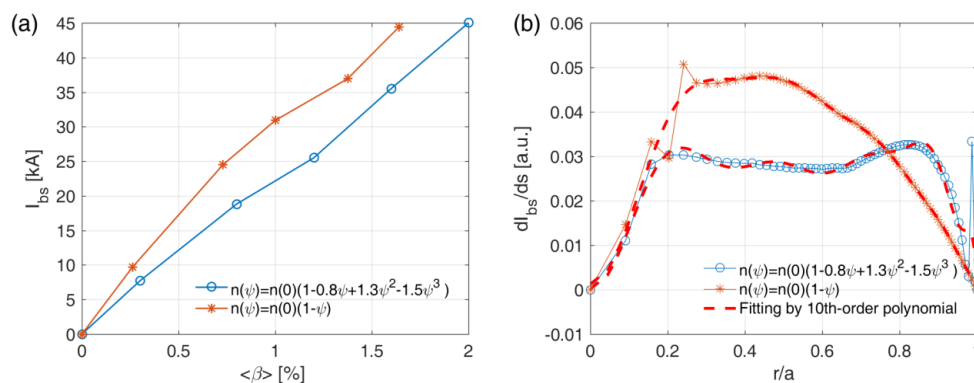 (a)
45
40
35
30
25
20
15
10
5
0
I_bs [kA]
n(ψ)=n(0)(1-0.8ψ+1.3ψ²-1.5ψ³)
n(ψ)=n(0)(1-ψ)
0 0.5 1 1.5 2
<β> [%]
(b)
0.06
0.05
0.04
0.03
0.02
0.01
0
-0.01
dI_bs/ds [a.u.]
n(ψ)=n(0)(1-0.8ψ+1.3ψ²-1.5ψ³)
n(ψ)=n(0)(1-ψ)
Fitting by 10th-order polynomial
0 0.2 0.4 0.6 0.8
r/a